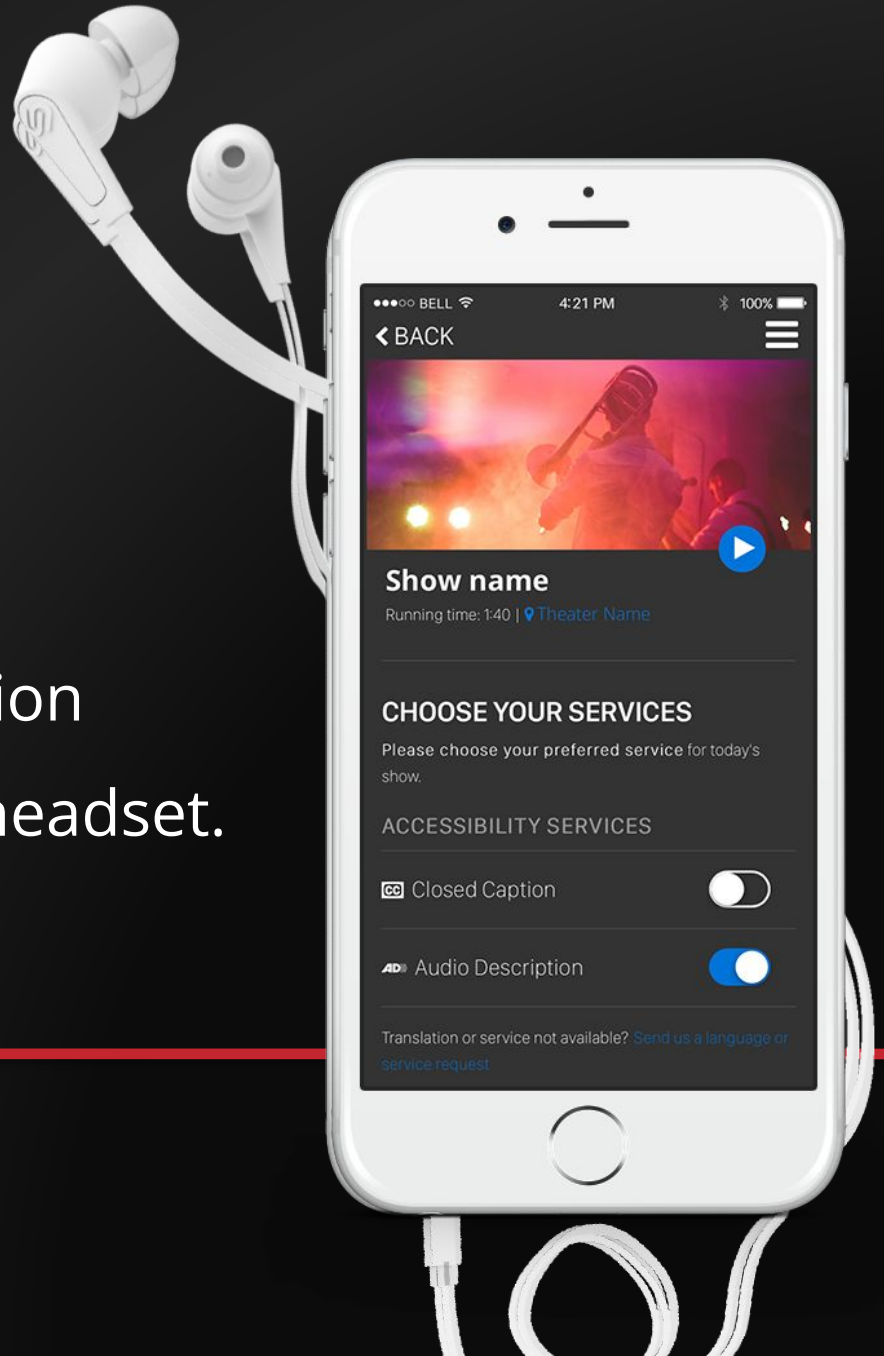 BELL
4:21 PM
100%
BACK
Show name
Running time: 1:40 | Theater Name
ion
headset.
CHOOSE YOUR SERVICES
Please choose your preferred service for today's
show.
ACCESSIBILITY SERVICES
CC Closed Caption
AD Audio Description
Translation or service not available? Send us a language or
service request